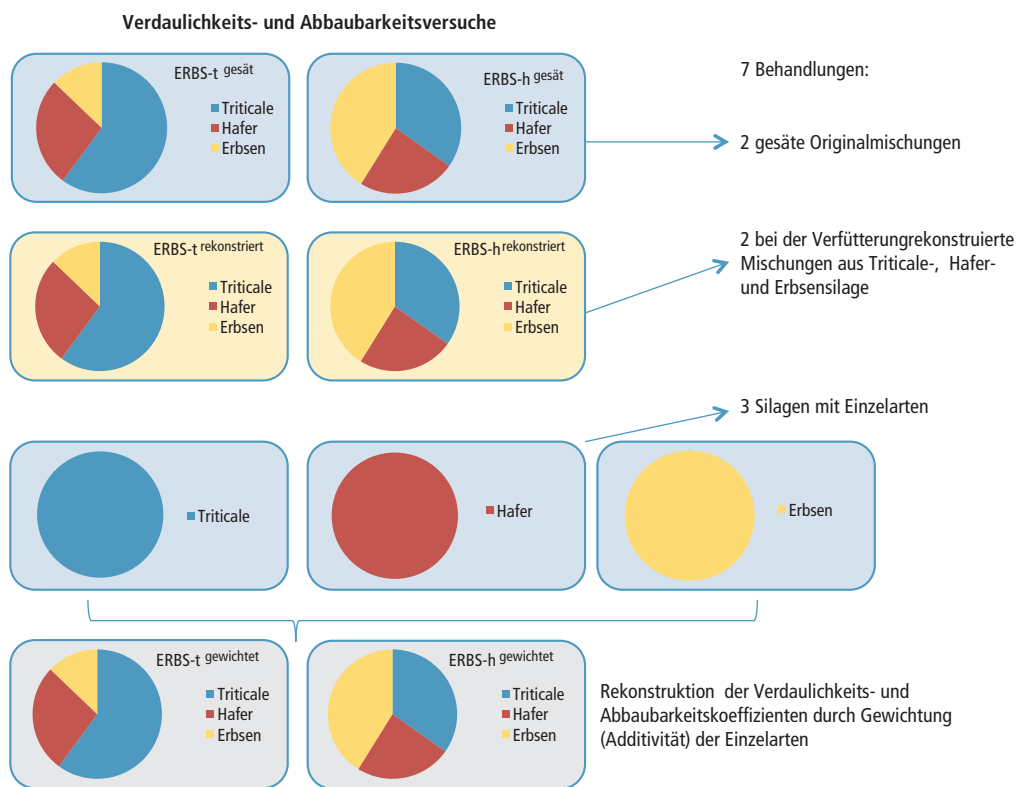 Verdaulichkeits- und Abbaubarkeitsversuche
ERBS-t gesät
Triticale
Hafer
Erbsen
ERBS-h gesät
Triticale
Hafer
Erbsen
7 Behandlungen:
2 gesäte Originalmischungen
ERBS-t rekonstriert
Triticale
Hafer
Erbsen
ERBS-h rekonstriert
Triticale
Hafer
Erbsen
2 bei der Verfütterungrekonstruierte
Mischungen aus Triticale-, Hafer-
und Erbsensilage
3 Silagen mit Einzelarten
Triticale
Hafer
Erbsen
ERBS-t gewichtet
Triticale
Hafer
Erbsen
ERBS-h gewichtet
Triticale
Hafer
Erbsen
Rekonstruktion der Verdaulichkeits- und
Abbaubarkeitskoeffizienten durch Gewichtung
(Additivität) der Einzelarten